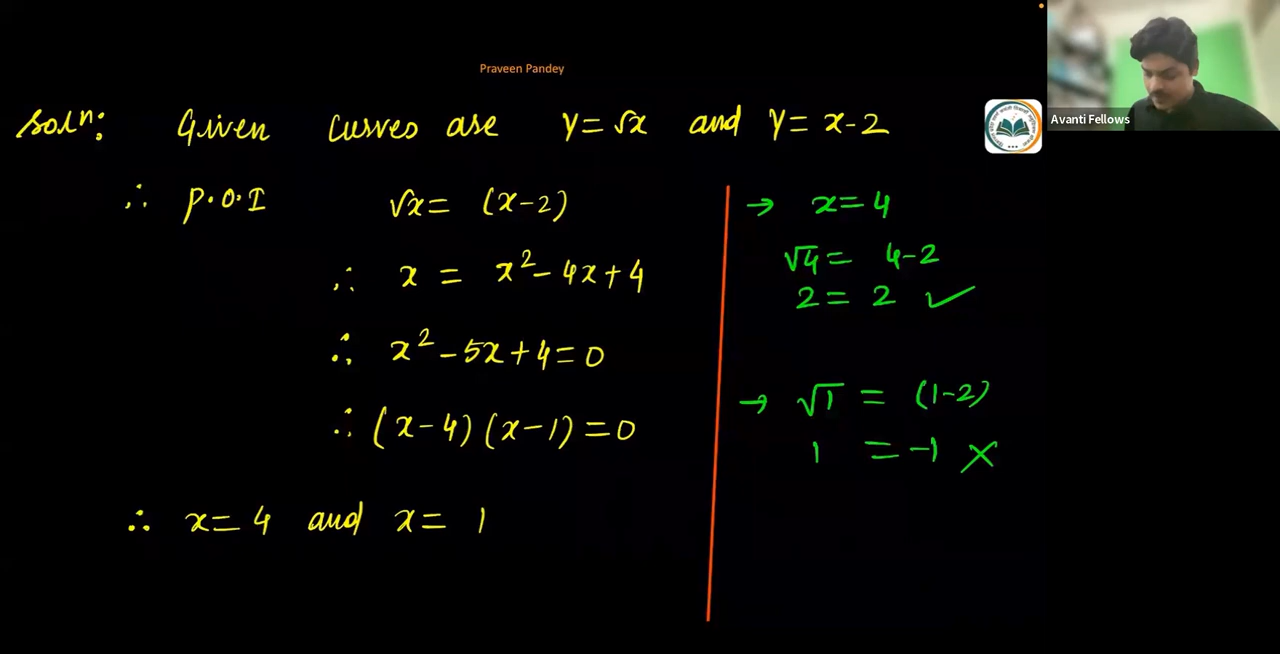 Praveen Pandey
Soln: Given curves are y=√x and y= x-2
Avanti Fellows
∴ P.O.I √x= (x-2)
∴ x = x²-4x+4
∴ x²-5x+4=0
∴ (x-4)(x-1)=0
∴ x=4 and x= 1
→ x=4
√4= 4-2
2= 2 ✓
→ √1 = (1-2)
1 = -1 ×